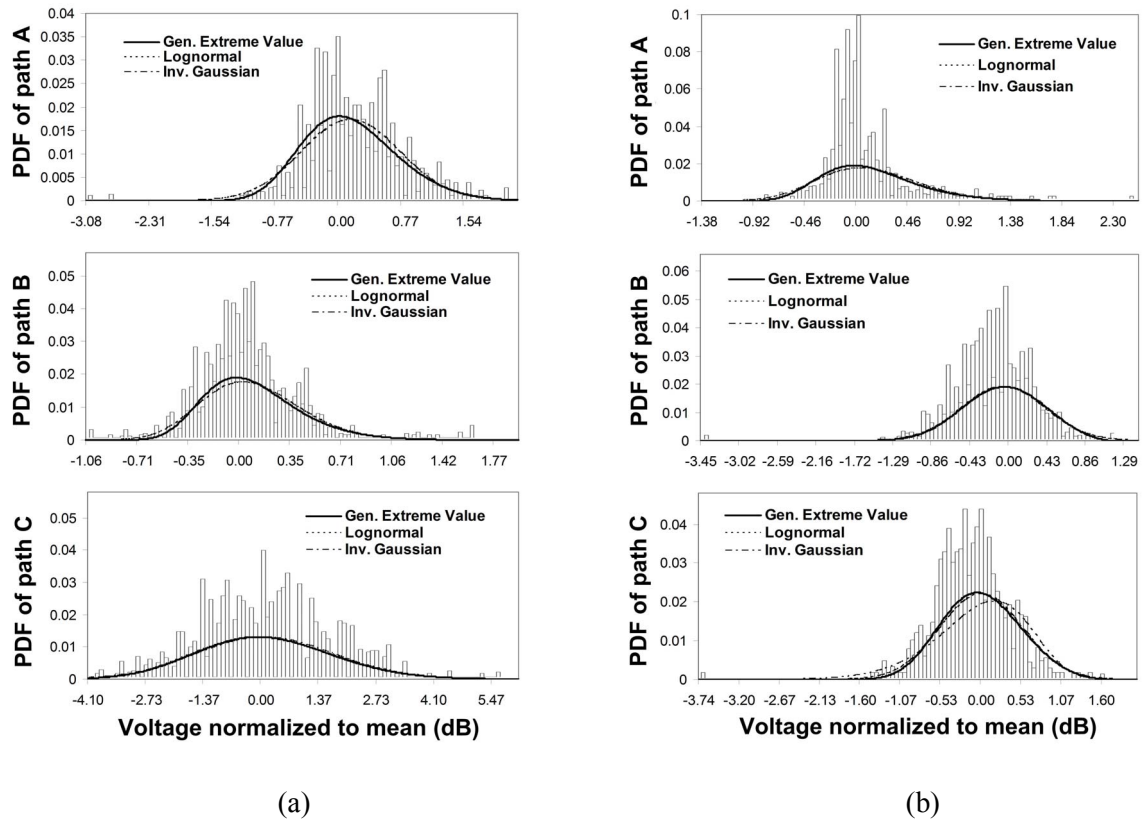 PDF of path A
0.04
0.035
0.03
0.025
0.02
0.015
0.01
0.005
0
Gen. Extreme Value
Lognormal
Inv. Gaussian
-3.08 -2.31 -1.54 -0.77 0.00 0.77 1.54
PDF of path B
0.05
0.04
0.03
0.02
0.01
0
Gen. Extreme Value
Lognormal
Inv. Gaussian
-1.06 -0.71 -0.35 0.00 0.35 0.71 1.06 1.42 1.77
PDF of path C
0.05
0.04
0.03
0.02
0.01
0
Gen. Extreme Value
Lognormal
Inv. Gaussian
-4.10 -2.73 -1.37 0.00 1.37 2.73 4.10 5.47
Voltage normalized to mean (dB)
(a)
PDF of path A
0.1
0.08
0.06
0.04
0.02
0
Gen. Extreme Value
Lognormal
Inv. Gaussian
-1.38 -0.92 -0.46 0.00 0.46 0.92 1.38 1.84 2.30
PDF of path B
0.06
0.05
0.04
0.03
0.02
0.01
0
Gen. Extreme Value
Lognormal
Inv. Gaussian
-3.45 -3.02 -2.59 -2.16 -1.72 -1.29 -0.86 -0.43 0.00 0.43 0.86 1.29
PDF of path C
0.04
0.03
0.02
0.01
0
Gen. Extreme Value
Lognormal
Inv. Gaussian
-3.74 -3.20 -2.67 -2.14 -1.60 -1.07 -0.53 0.00 0.53 1.07 1.60
Voltage normalized to mean (dB)
(b)